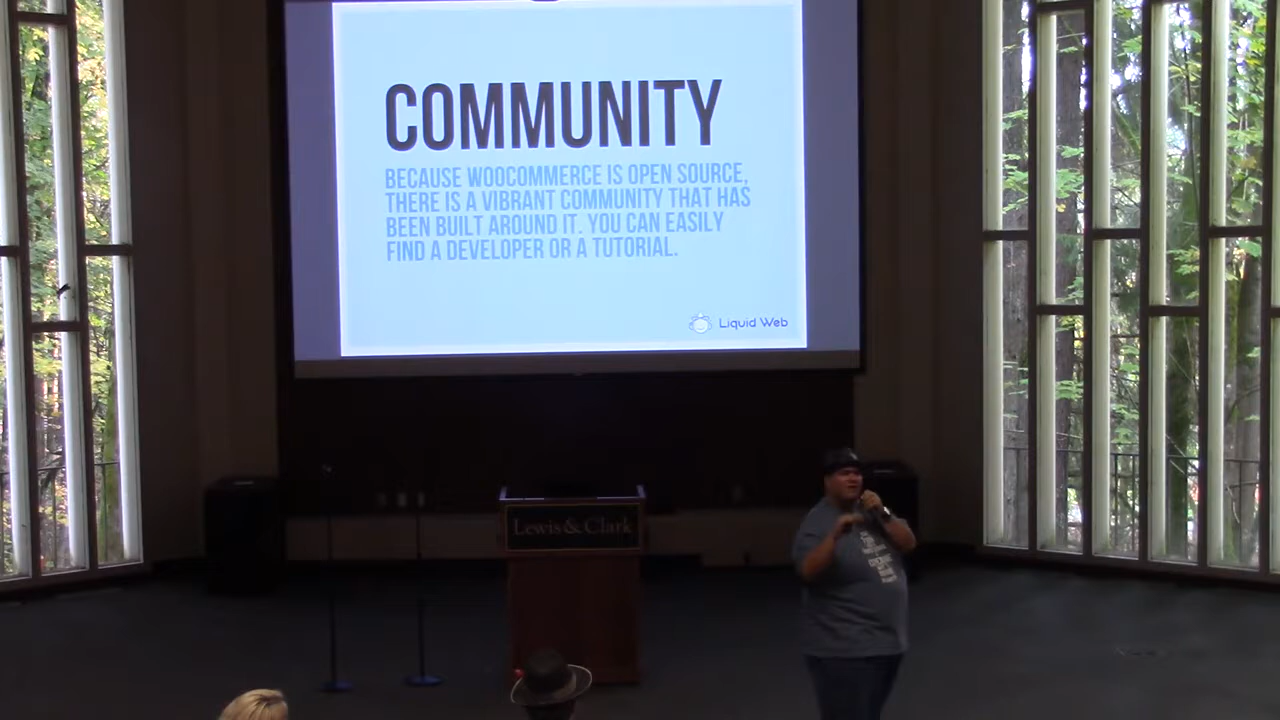 COMMUNITY
BECAUSE WOOCOMMERCE IS OPEN SOURCE,
THERE IS A VIBRANT COMMUNITY THAT HAS
BEEN BUILT AROUND IT. YOU CAN EASILY
FIND A DEVELOPER OR A TUTORIAL.
Liquid Web
Lewis & Clark